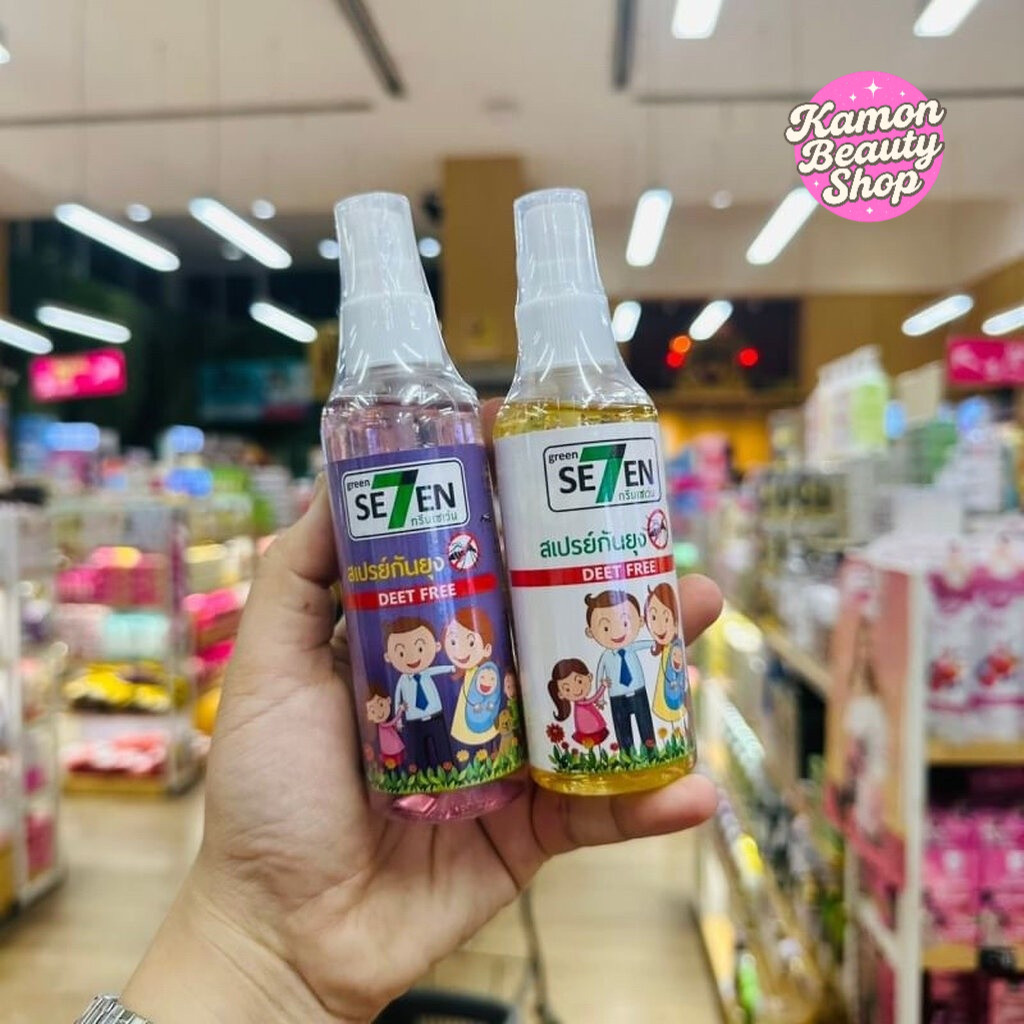 Kamon
Beauty
Shop
green
SE7EN
กรีนเซเว่น
สเปรย์กันยุง
DEET FREE
green
SE7EN
กรีนเซเว่น
สเปรย์กันยุง
DEET FREE